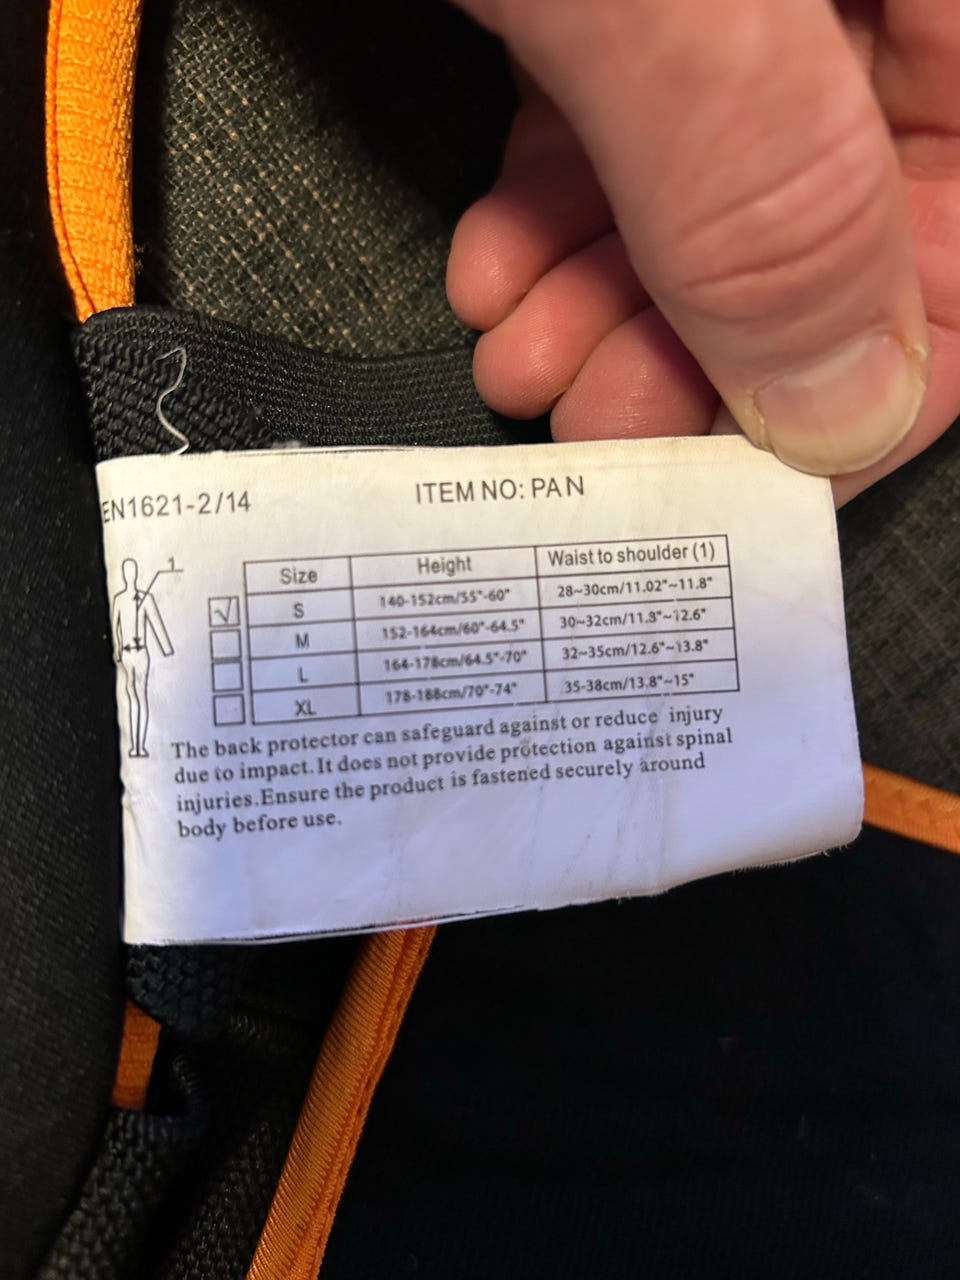 EN1621-2/14
ITEM NO: PAN
1
Size Height Waist to shoulder (1)
√ S 140-152cm/55"-60" 28~30cm/11.02"~11.8"
M 152-164cm/60"-64.5" 30~32cm/11.8"~12.6"
L 164-178cm/64.5"-70" 32~35cm/12.6"~13.8"
XL 178-188cm/70"-74" 35-38cm/13.8"~15"
The back protector can safeguard against or reduce injury
due to impact. It does not provide protection against spinal
injuries.Ensure the product is fastened securely around
body before use.